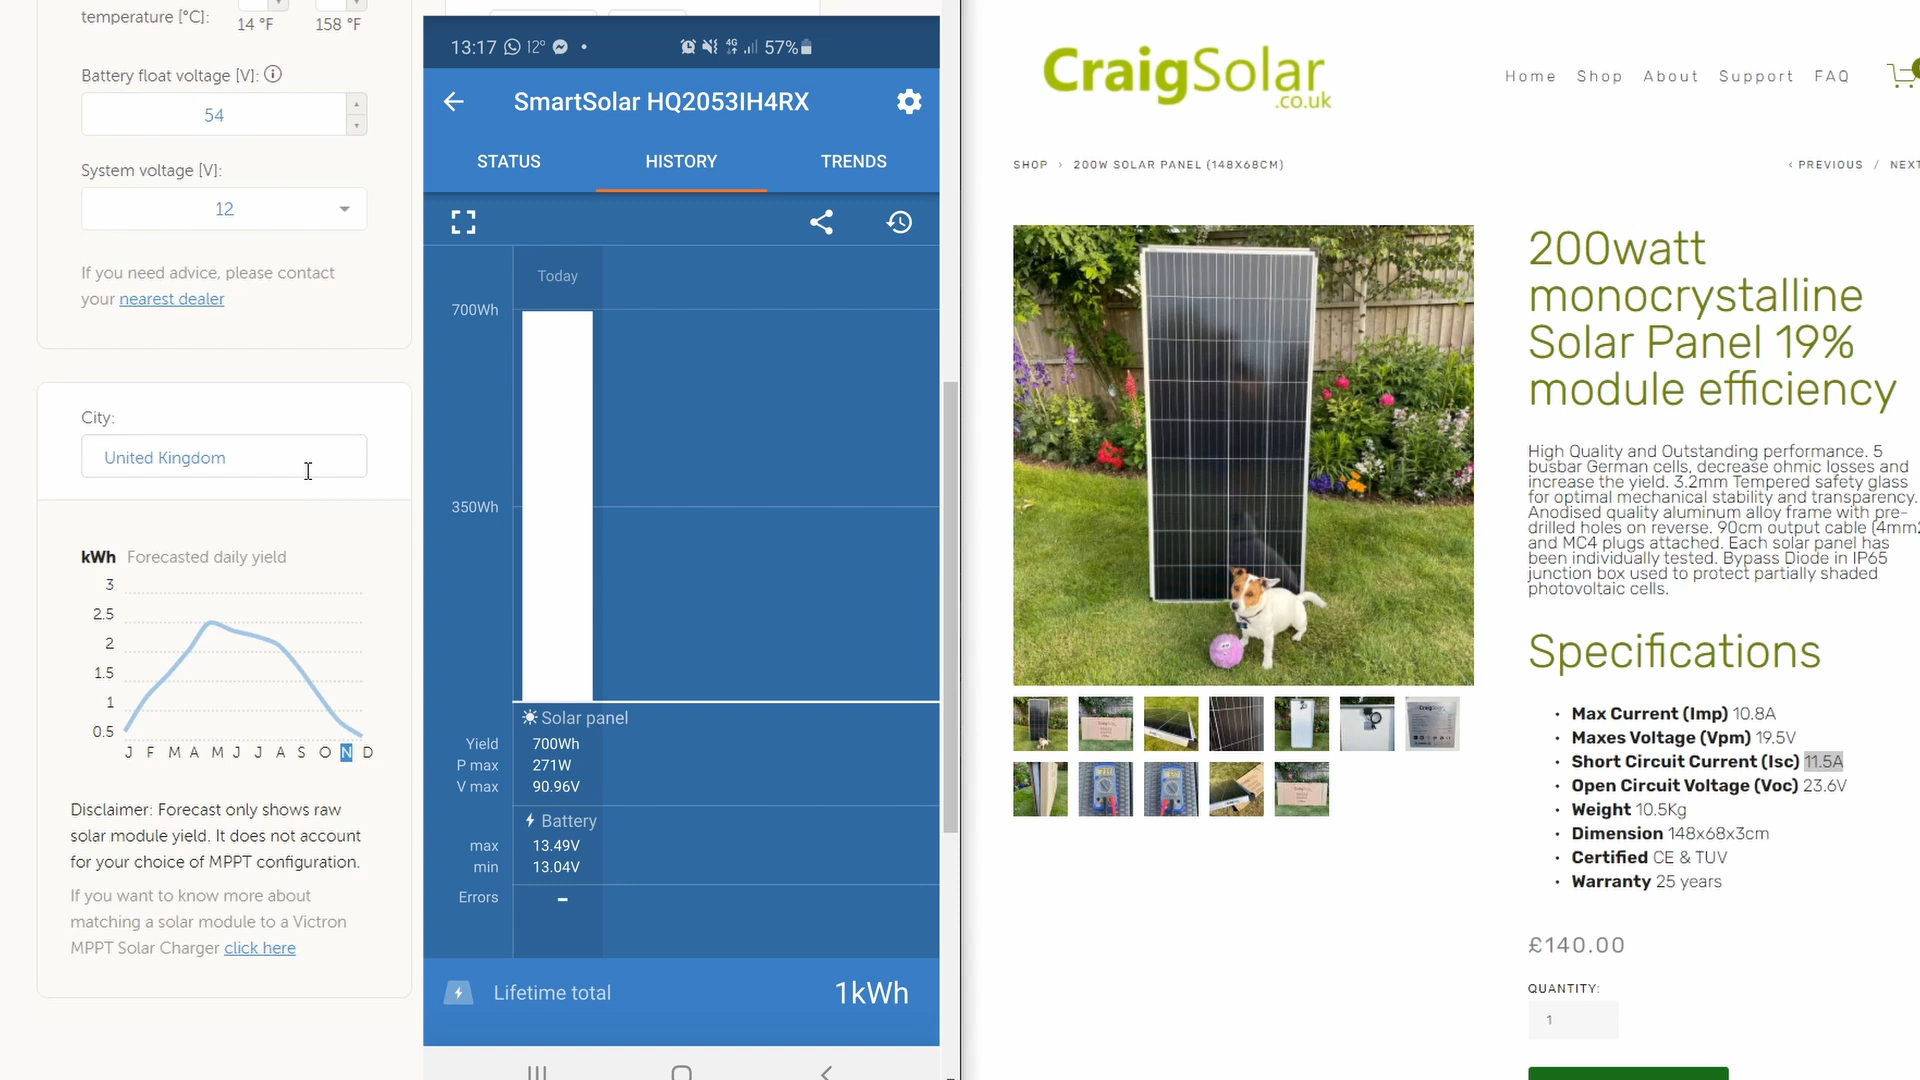 temperature [°C]:
14 °F
158 °F
Battery float voltage [V]:
54
System voltage [V]:
12
If you need advice, please contact
your nearest dealer
City:
United Kingdom
kWh Forecasted daily yield
3
2.5
2
1.5
1
0.5
J F M A M J J A S O N D
Disclaimer: Forecast only shows raw
solar module yield. It does not account
for your choice of MPPT configuration.
If you want to know more about
matching a solar module to a Victron
MPPT Solar Charger click here
13:17 12° 4G 57%
SmartSolar HQ2053IH4RX
STATUS HISTORY TRENDS
Today
700Wh
350Wh
Solar panel
Yield 700Wh
P max 271W
V max 90.96V
Battery
max 13.49V
min 13.04V
Errors –
Lifetime total 1kWh
CraigSolar
.co.uk
Home Shop About Support FAQ
SHOP › 200W SOLAR PANEL (148X68CM)
‹ PREVIOUS / NEXT
200watt
monocrystalline
Solar Panel 19%
module efficiency
High Quality and Outstanding performance. 5
busbar German cells, decrease ohmic losses and
increase the yield. 3.2mm Tempered safety glass
for optimal mechanical stability and transparency.
Anodised quality aluminum alloy frame with pre-
drilled holes on reverse. 90cm output cable (4mm2
and MC4 plugs attached. Each solar panel has
been individually tested. Bypass Diode in IP65
junction box used to protect partially shaded
photovoltaic cells.
Specifications
• Max Current (Imp) 10.8A
• Maxes Voltage (Vpm) 19.5V
• Short Circuit Current (Isc) 11.5A
• Open Circuit Voltage (Voc) 23.6V
• Weight 10.5Kg
• Dimension 148x68x3cm
• Certified CE & TUV
• Warranty 25 years
£140.00
QUANTITY:
1